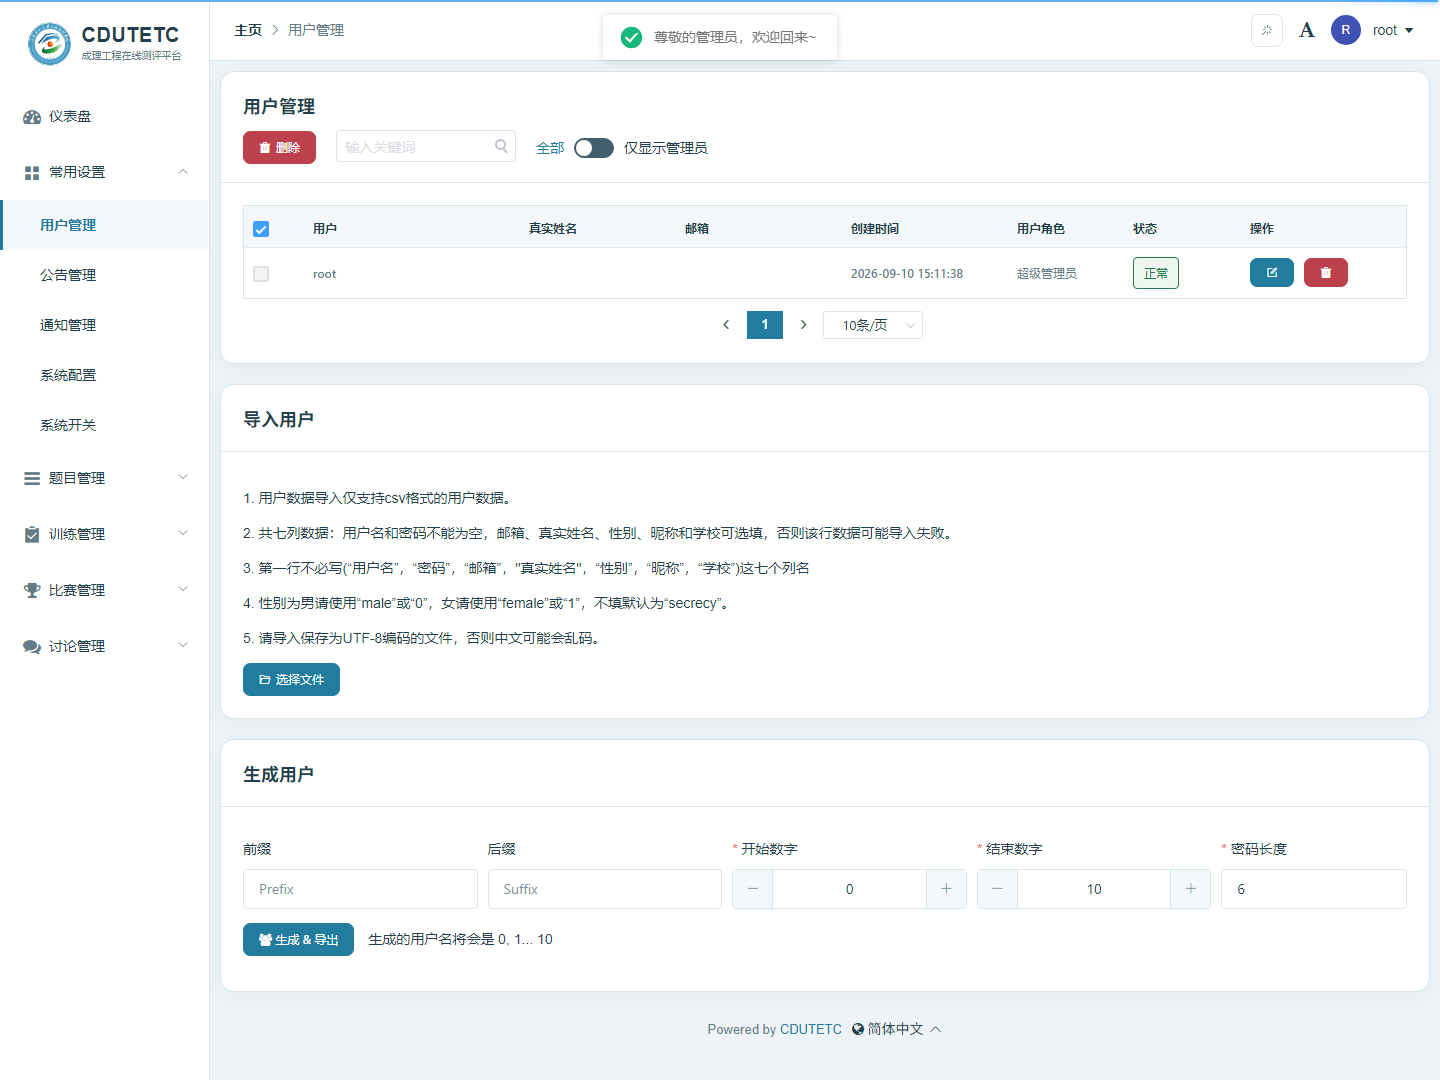 CDUTETC
成理工程在线测评平台
主页 > 用户管理
尊敬的管理员，欢迎回来~
A
R
root
仪表盘
常用设置
用户管理
公告管理
通知管理
系统配置
系统开关
题目管理
训练管理
比赛管理
讨论管理
用户管理
删除
输入关键词
全部
仅显示管理员
用户 真实姓名 邮箱 创建时间 用户角色 状态 操作
root 2026-09-10 15:11:38 超级管理员 正常
1
10条/页
导入用户
1. 用户数据导入仅支持csv格式的用户数据。
2. 共七列数据：用户名和密码不能为空，邮箱、真实姓名、性别、昵称和学校可选填，否则该行数据可能导入失败。
3. 第一行不必写(“用户名”，“密码”，“邮箱”，"真实姓名"，“性别”，“昵称”，“学校”)这七个列名
4. 性别为男请使用“male”或“0”，女请使用“female”或“1”，不填默认为“secrecy”。
5. 请导入保存为UTF-8编码的文件，否则中文可能会乱码。
选择文件
生成用户
前缀 后缀 * 开始数字 * 结束数字 * 密码长度
Prefix Suffix 0 10 6
生成 & 导出
生成的用户名将会是 0, 1... 10
Powered by CDUTETC 简体中文